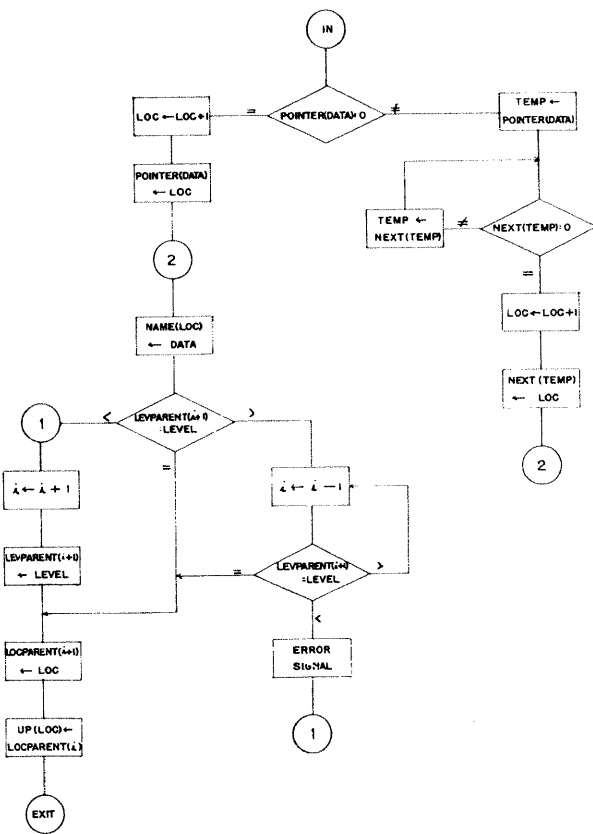 IN
POINTER(DATA): 0
=
≠
LOC ← LOC+1
POINTER(DATA)
← LOC
2
NAME(LOC)
← DATA
LEVPARENT(i+1)
:LEVEL
<
>
=
1
i ← i + 1
LEVPARENT(i+1)
← LEVEL
LOCPARENT(i+1)
← LOC
UP(LOC) ←
LOCPARENT(i)
EXIT
i ← i − 1
LEVPARENT(i+1)
:LEVEL
=
>
<
ERROR
SIGNAL
1
TEMP ←
POINTER(DATA)
NEXT(TEMP): 0
≠
=
TEMP ←
NEXT(TEMP)
LOC ← LOC+1
NEXT (TEMP)
← LOC
2